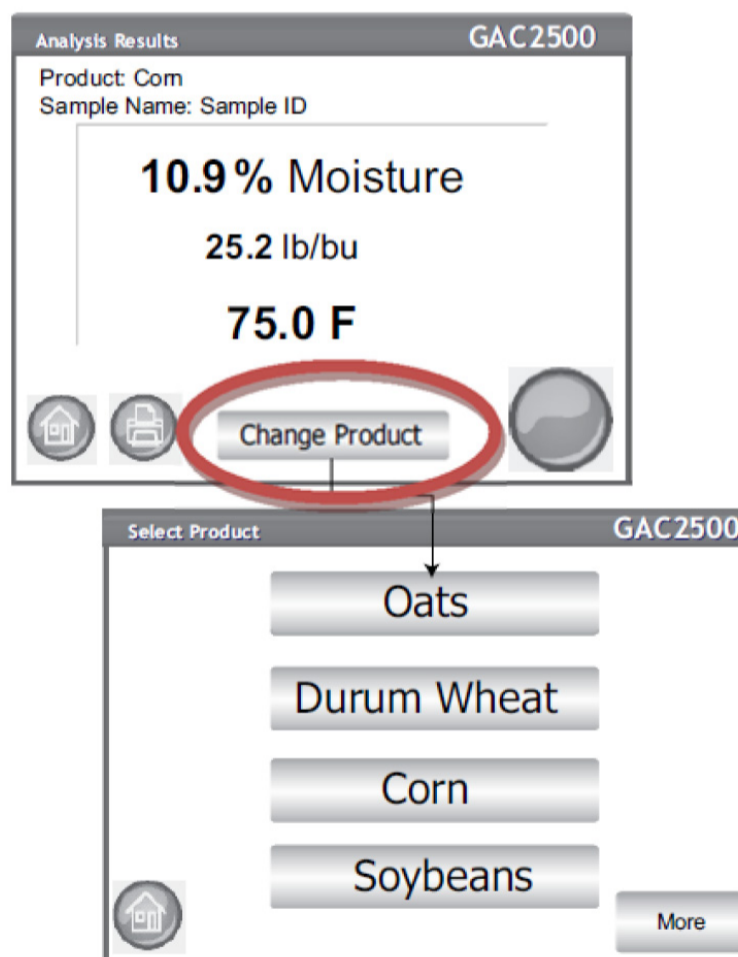 Analysis Results GAC2500
Product: Corn
Sample Name: Sample ID
10.9% Moisture
25.2 lb/bu
75.0 F
Change Product
Select Product GAC2500
Oats
Durum Wheat
Corn
Soybeans
More